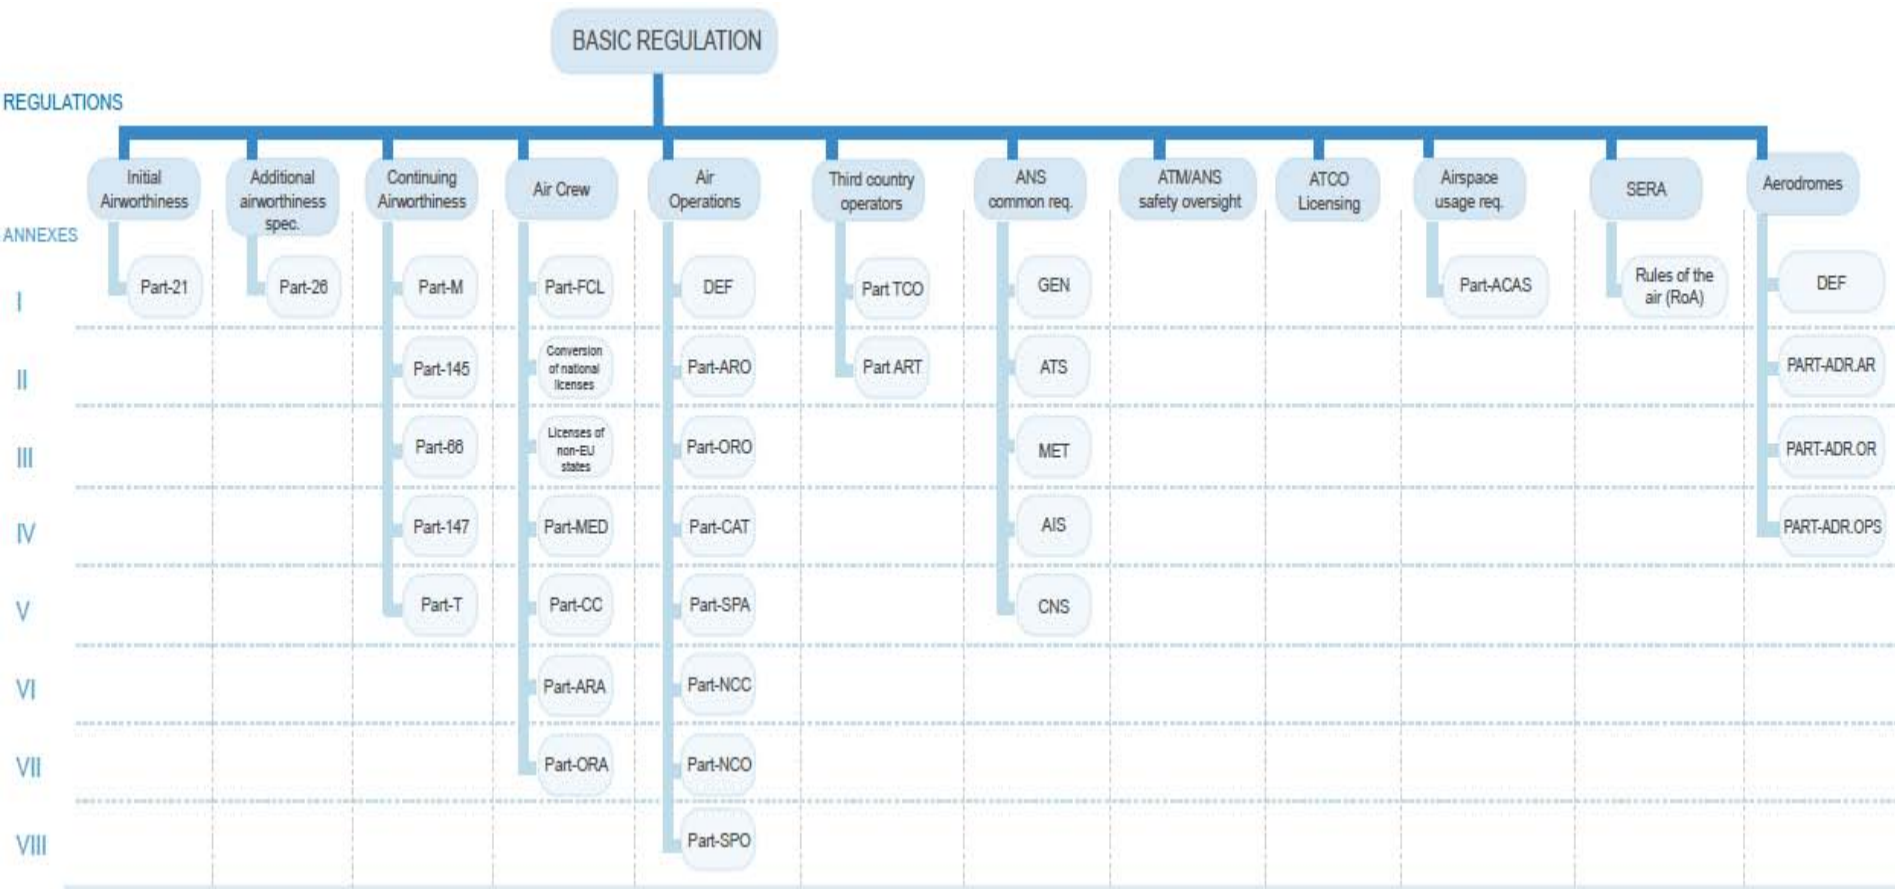 BASIC REGULATION
REGULATIONS
Initial
Airworthiness
Additional
airworthiness
spec.
Continuing
Airworthiness
Air Crew
Air
Operations
Third country
operators
ANS
common req.
ATM/ANS
safety oversight
ATCO
Licensing
Airspace
usage req.
SERA
Aerodromes
ANNEXES
I
Part-21
Part-26
Part-M
Part-FCL
DEF
Part TCO
GEN
Part-ACAS
Rules of the
air (RoA)
DEF
II
Part-145
Conversion
of national
licenses
Part-ARO
Part ART
ATS
PART-ADR.AR
III
Part-66
Licenses of
non-EU
states
Part-ORO
MET
PART-ADR.OR
IV
Part-147
Part-MED
Part-CAT
AIS
PART-ADR.OPS
V
Part-T
Part-CC
Part-SPA
CNS
VI
Part-ARA
Part-NCC
VII
Part-ORA
Part-NCO
VIII
Part-SPO